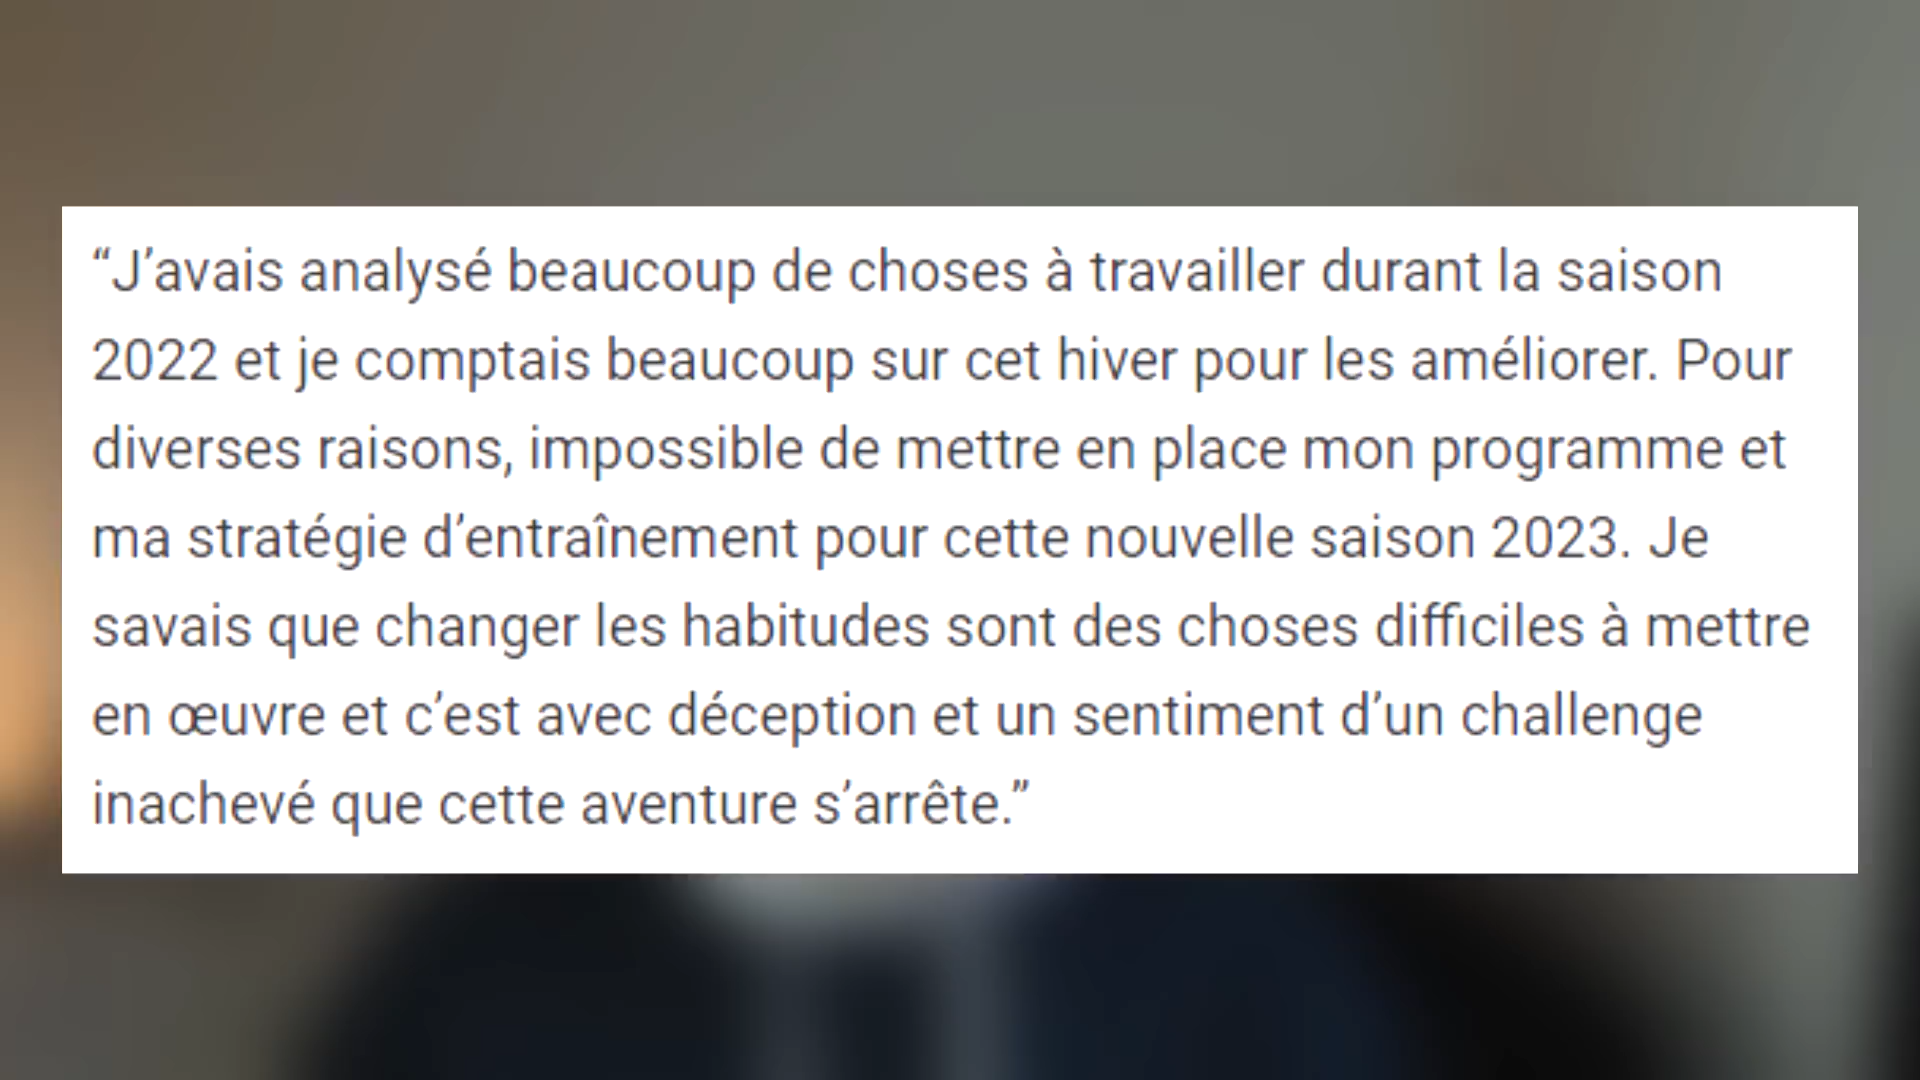 “J’avais analysé beaucoup de choses à travailler durant la saison
2022 et je comptais beaucoup sur cet hiver pour les améliorer. Pour
diverses raisons, impossible de mettre en place mon programme et
ma stratégie d’entraînement pour cette nouvelle saison 2023. Je
savais que changer les habitudes sont des choses difficiles à mettre
en œuvre et c’est avec déception et un sentiment d’un challenge
inachevé que cette aventure s’arrête.”